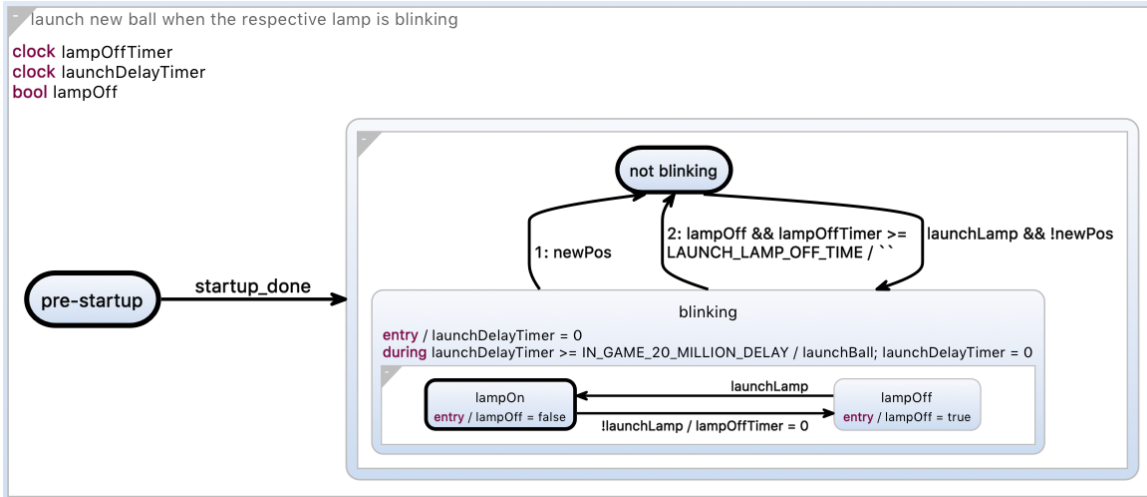 launch new ball when the respective lamp is blinking
clock lampOffTimer
clock launchDelayTimer
bool lampOff
not blinking
1: newPos
2: lampOff && lampOffTimer >=
LAUNCH_LAMP_OFF_TIME / ``
launchLamp && !newPos
pre-startup
startup_done
blinking
entry / launchDelayTimer = 0
during launchDelayTimer >= IN_GAME_20_MILLION_DELAY / launchBall; launchDelayTimer = 0
lampOn
entry / lampOff = false
launchLamp
!launchLamp / lampOffTimer = 0
lampOff
entry / lampOff = true